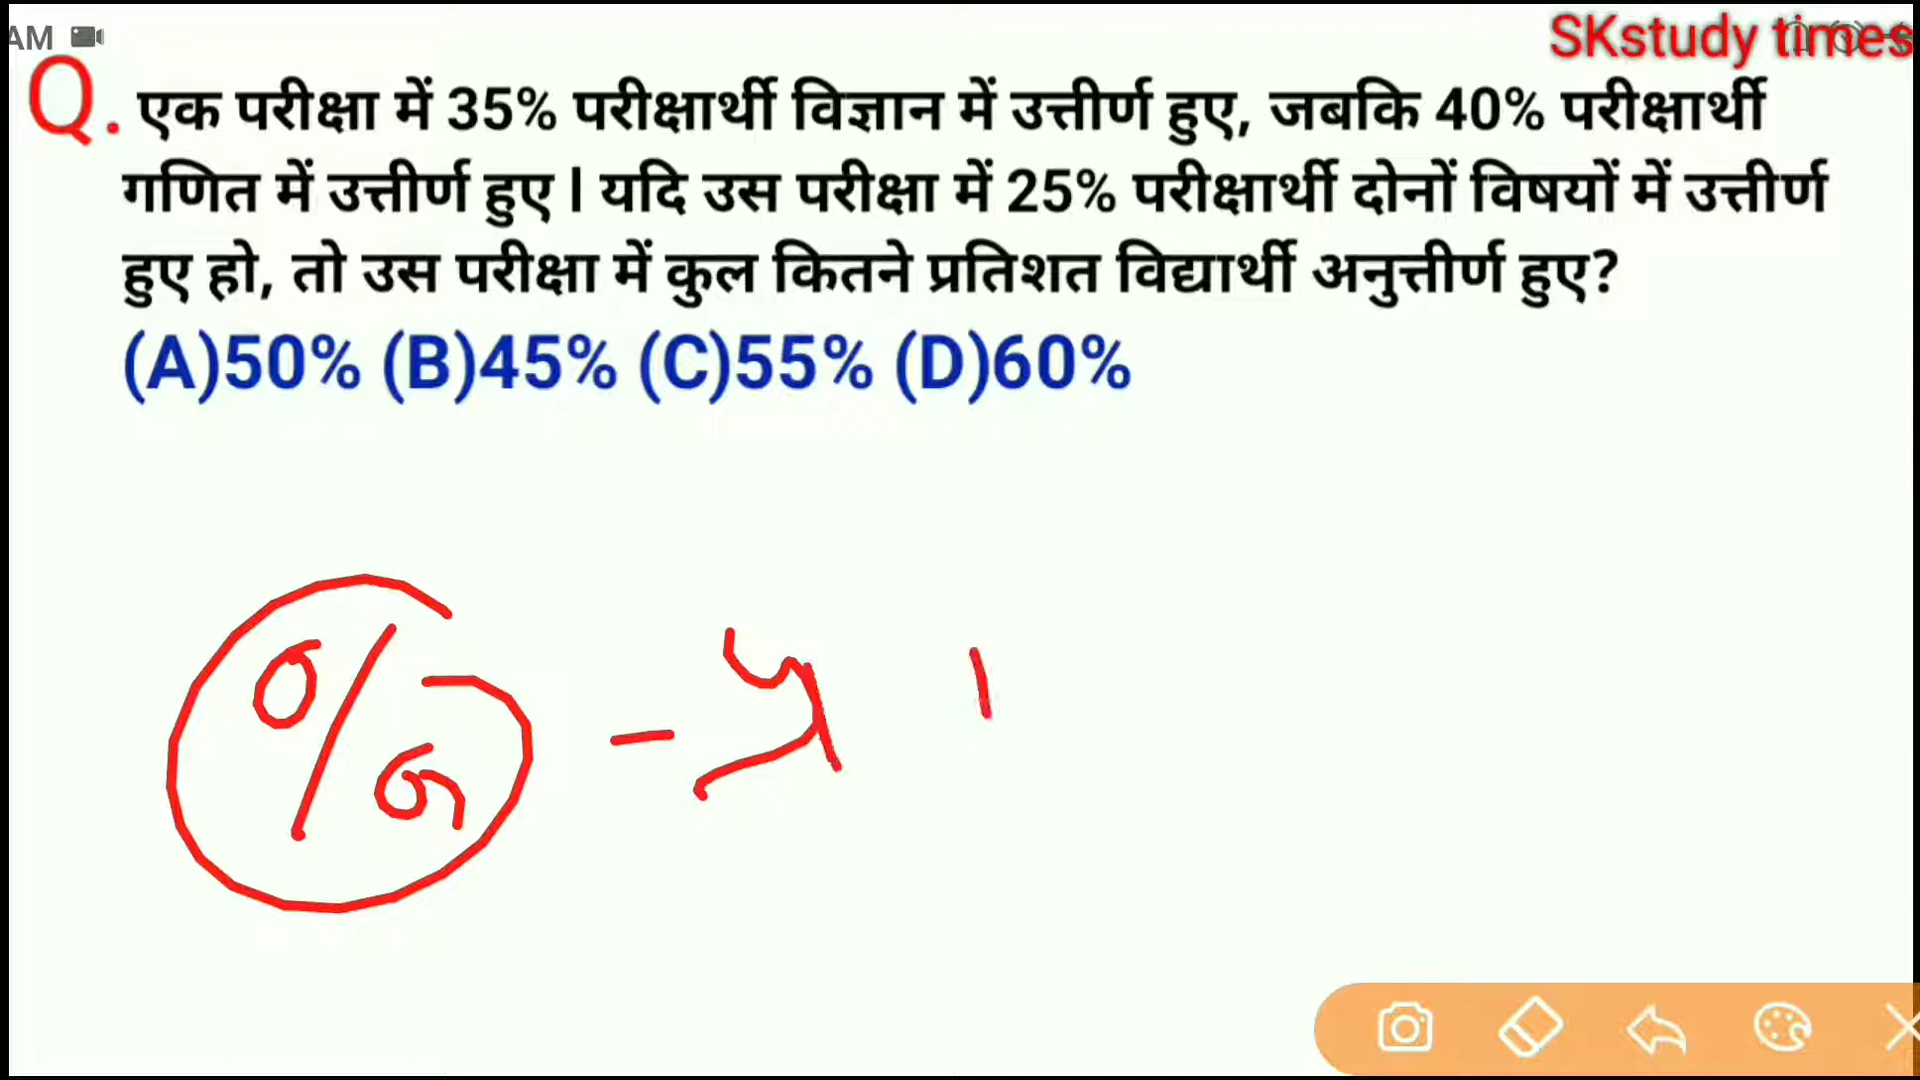 AM
SKstudy times
Q. एक परीक्षा में 35% परीक्षार्थी विज्ञान में उत्तीर्ण हुए, जबकि 40% परीक्षार्थी
गणित में उत्तीर्ण हुए l यदि उस परीक्षा में 25% परीक्षार्थी दोनों विषयों में उत्तीर्ण
हुए हो, तो उस परीक्षा में कुल कितने प्रतिशत विद्यार्थी अनुत्तीर्ण हुए?
(A)50% (B)45% (C)55% (D)60%
% - प्र